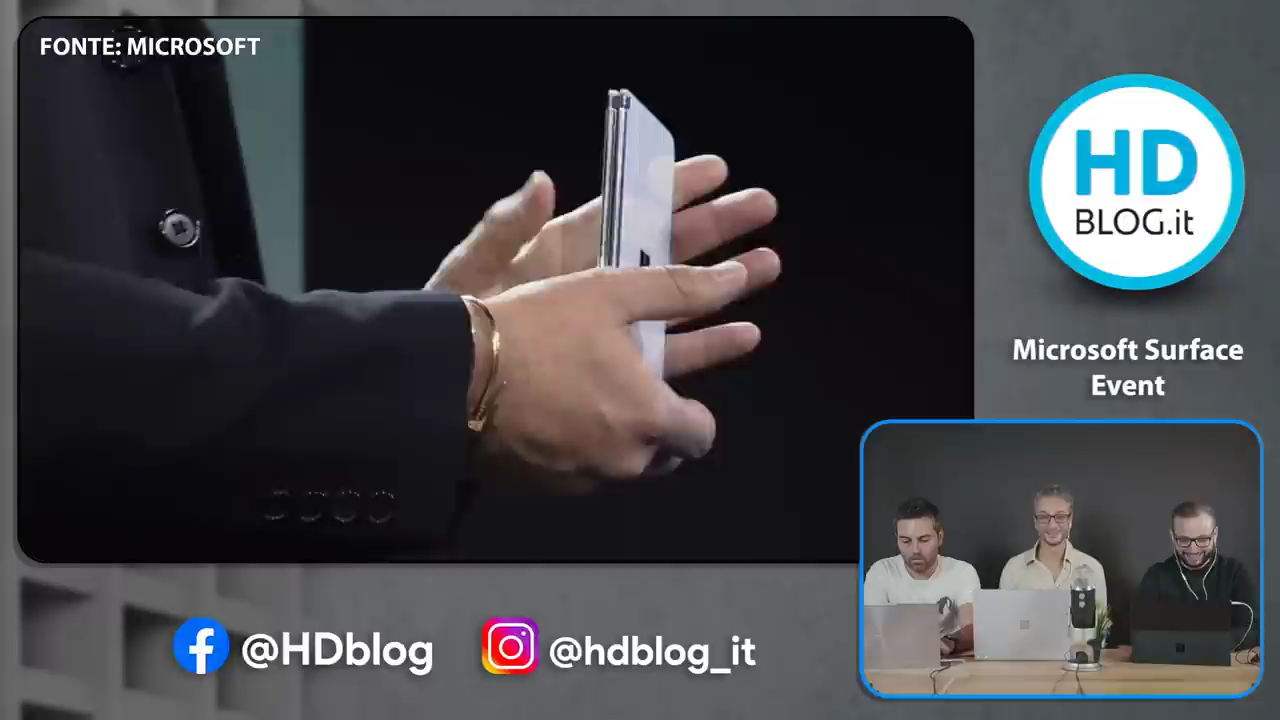 FONTE: MICROSOFT
HD
BLOG.it
Microsoft Surface
Event
@HDblog
@hdblog_it